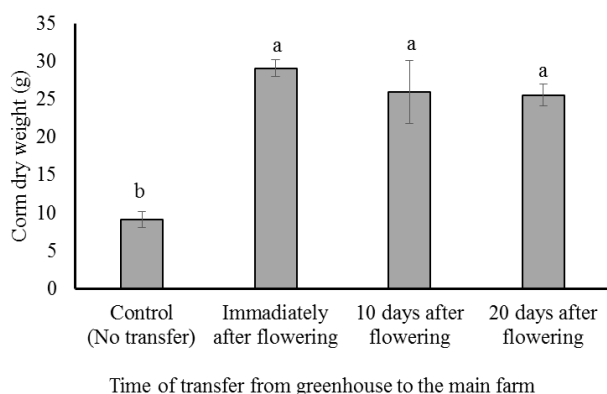 35
30
25
20
15
10
5
0
Corm dry weight (g)
b
a
a
a
Control
(No transfer)
Immadiately
after flowering
10 days after
flowering
20 days after
flowering
Time of transfer from greenhouse to the main farm